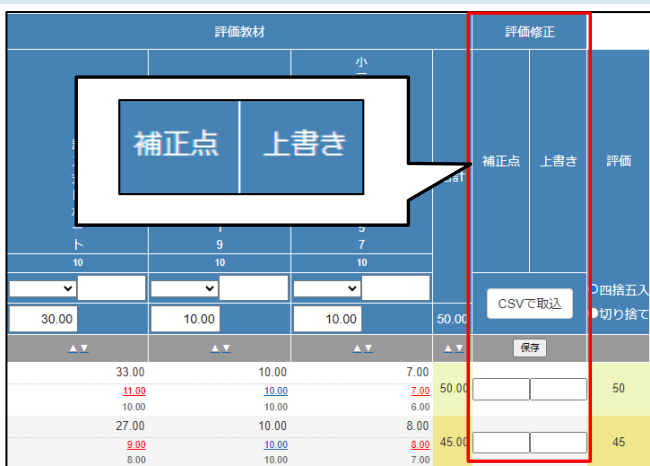 評価教材 評価修正
小
補正点 上書き
補正点 上書き 評価
計
ト 9 7
10 10 10
CSVで取込 四捨五入
30.00 10.00 10.00 50.00 切り捨て
▲▼ ▲▼ ▲▼ ▲▼ 保存
33.00 10.00 7.00
11.00 10.00 7.00 50.00 50
10.00 10.00 6.00
27.00 10.00 8.00
9.00 10.00 8.00 45.00 45
8.00 10.00 7.00